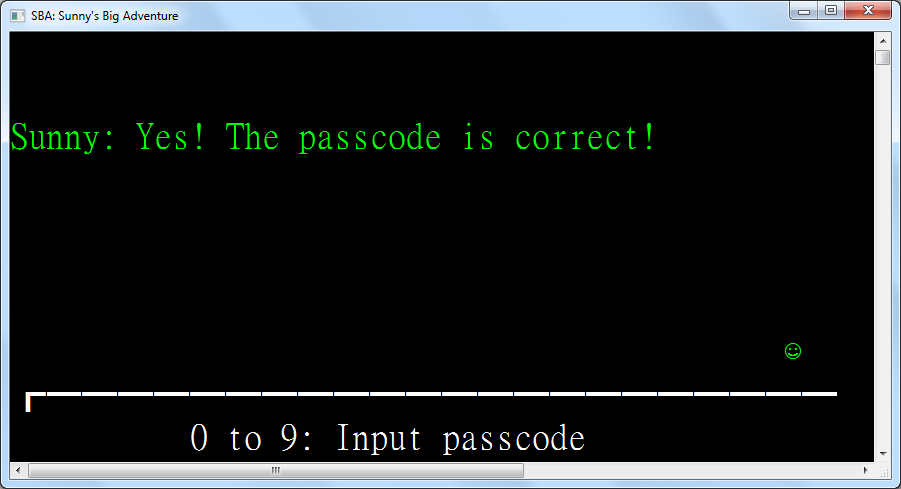 SBA: Sunny's Big Adventure
Sunny: Yes! The passcode is correct!
0 to 9: Input passcode